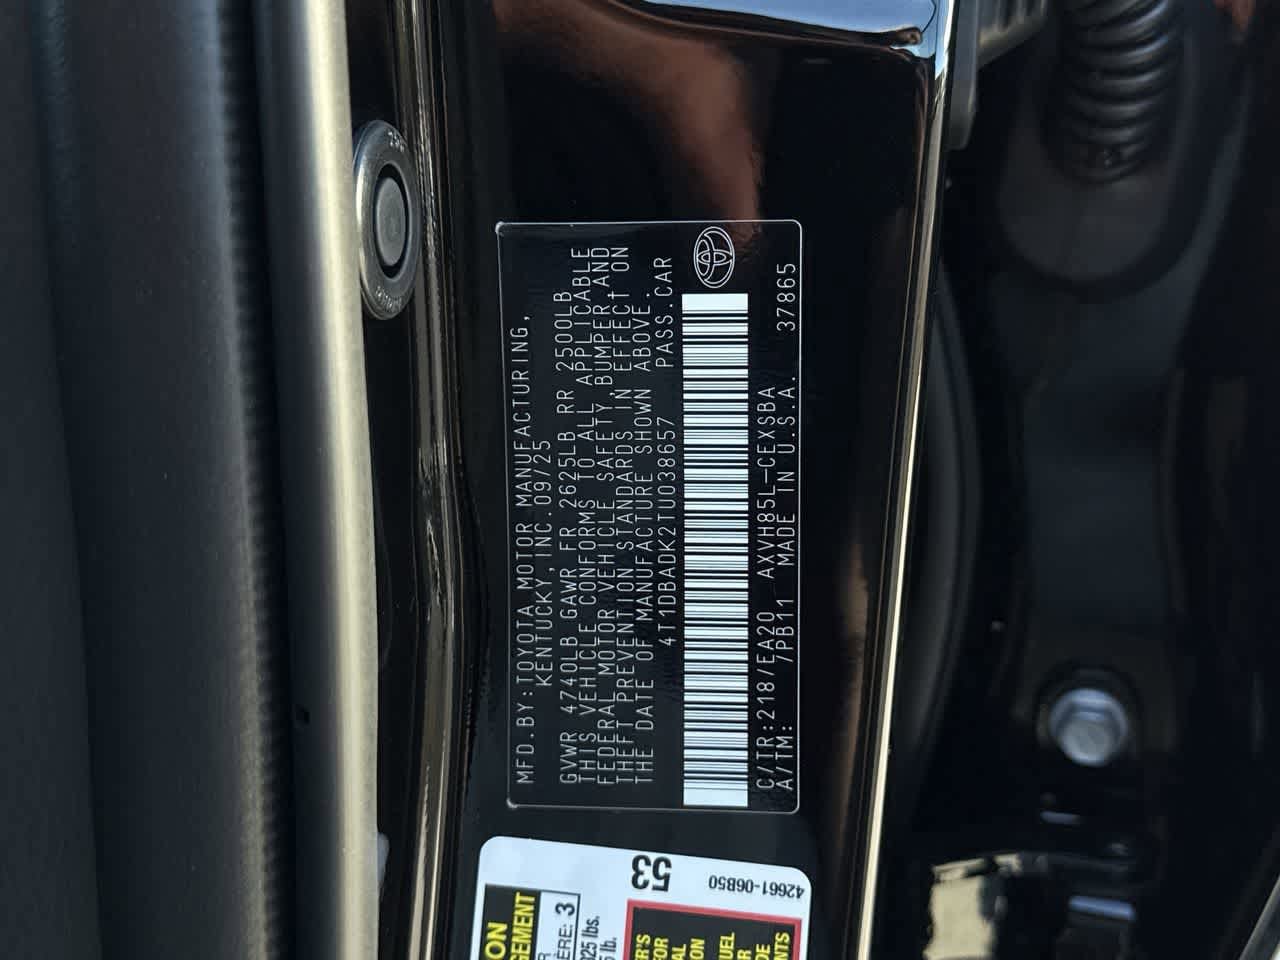 MFD.BY:TOYOTA MOTOR MANUFACTURING,
KENTUCKY,INC.09/25
GVWR 4740LB GAWR FR 2625LB RR 2500LB
THIS VEHICLE CONFORMS TO ALL APPLICABLE
FEDERAL MOTOR VEHICLE SAFETY,BUMPER,AND
THEFT PREVENTION STANDARDS IN EFFECT ON
THE DATE OF MANUFACTURE SHOWN ABOVE.
4T1DBADK2TU038657 PASS.CAR
C/TR:218/EA20 AXVH85L-CEXSBA
A/TM: /PB11 MADE IN U.S.A. 37865
53
42661-06B50
3